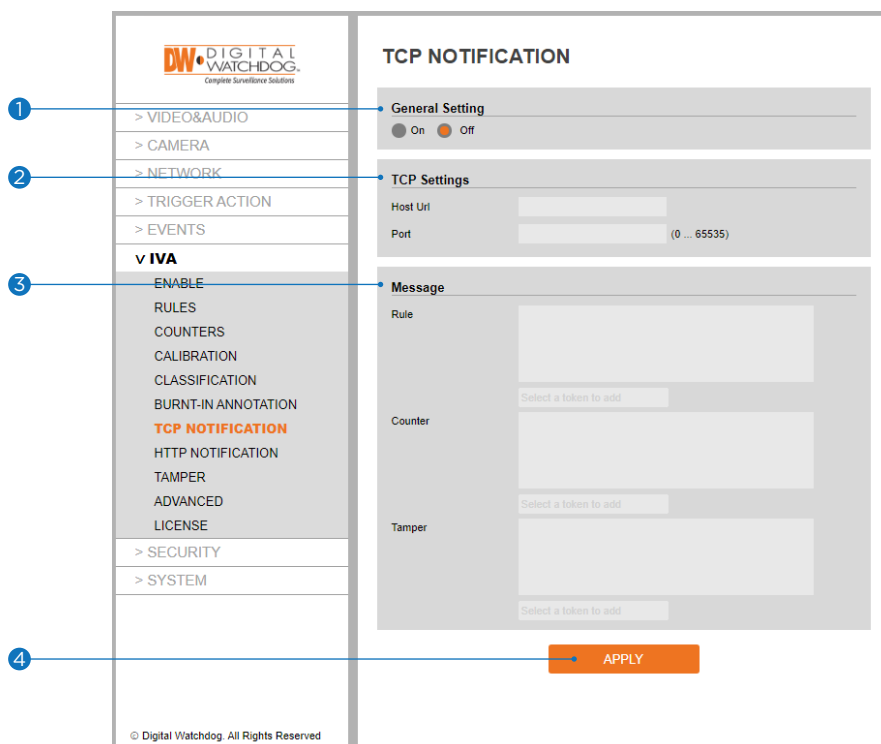 DW DIGITAL
WATCHDOG®
Complete Surveillance Solutions
> VIDEO&AUDIO
> CAMERA
> NETWORK
> TRIGGER ACTION
> EVENTS
v IVA
ENABLE
RULES
COUNTERS
CALIBRATION
CLASSIFICATION
BURNT-IN ANNOTATION
TCP NOTIFICATION
HTTP NOTIFICATION
TAMPER
ADVANCED
LICENSE
> SECURITY
> SYSTEM
© Digital Watchdog. All Rights Reserved
TCP NOTIFICATION
1
General Setting
On Off
2
TCP Settings
Host Url
Port (0 ... 65535)
3
Message
Rule
Select a token to add
Counter
Select a token to add
Tamper
Select a token to add
4
APPLY